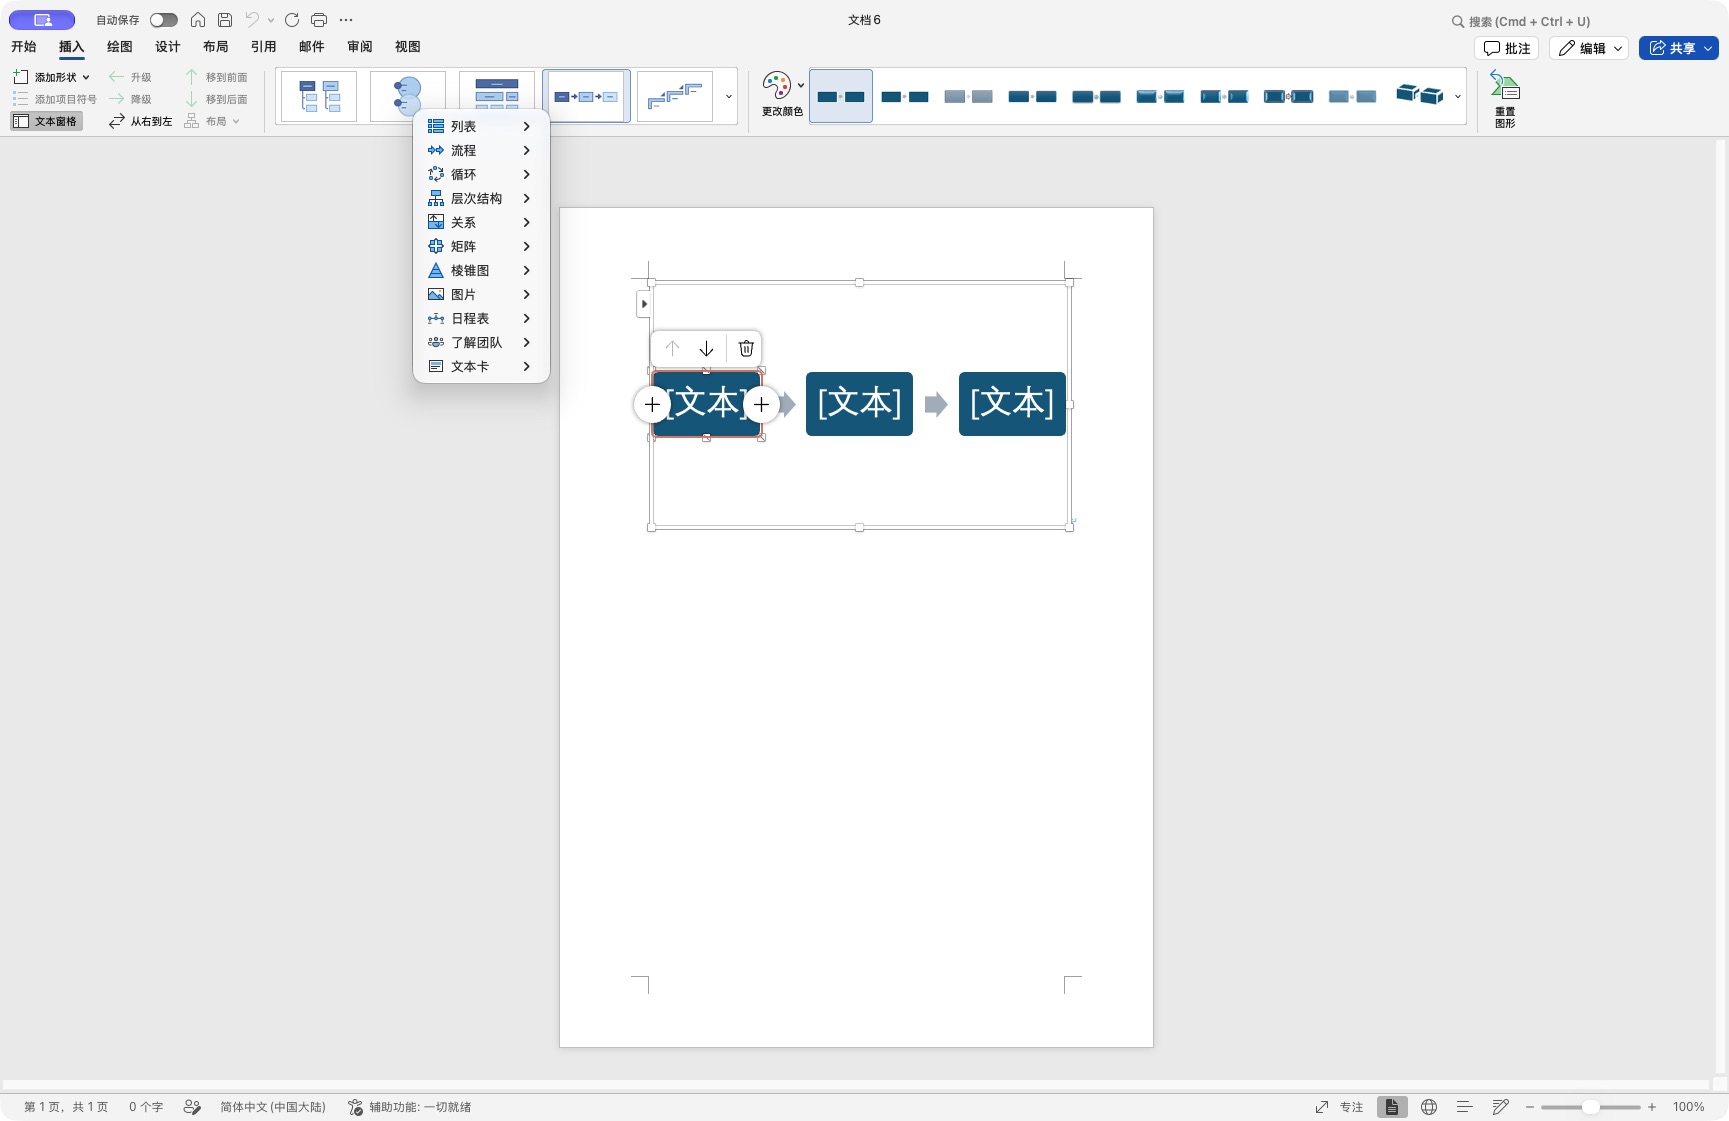 自动保存
文档 6
搜索 (Cmd + Ctrl + U)
开始 插入 绘图 设计 布局 引用 邮件 审阅 视图
批注 编辑 共享
添加形状 升级 移到前面
添加项目符号 降级 移到后面
文本窗格 从右到左 布局
更改颜色
重置
图形
列表
流程
循环
层次结构
关系
矩阵
棱锥图
图片
日程表
了解团队
文本卡
[文本] [文本] [文本]
第 1 页，共 1 页 0 个字 简体中文 (中国大陆) 辅助功能: 一切就绪 专注 100%